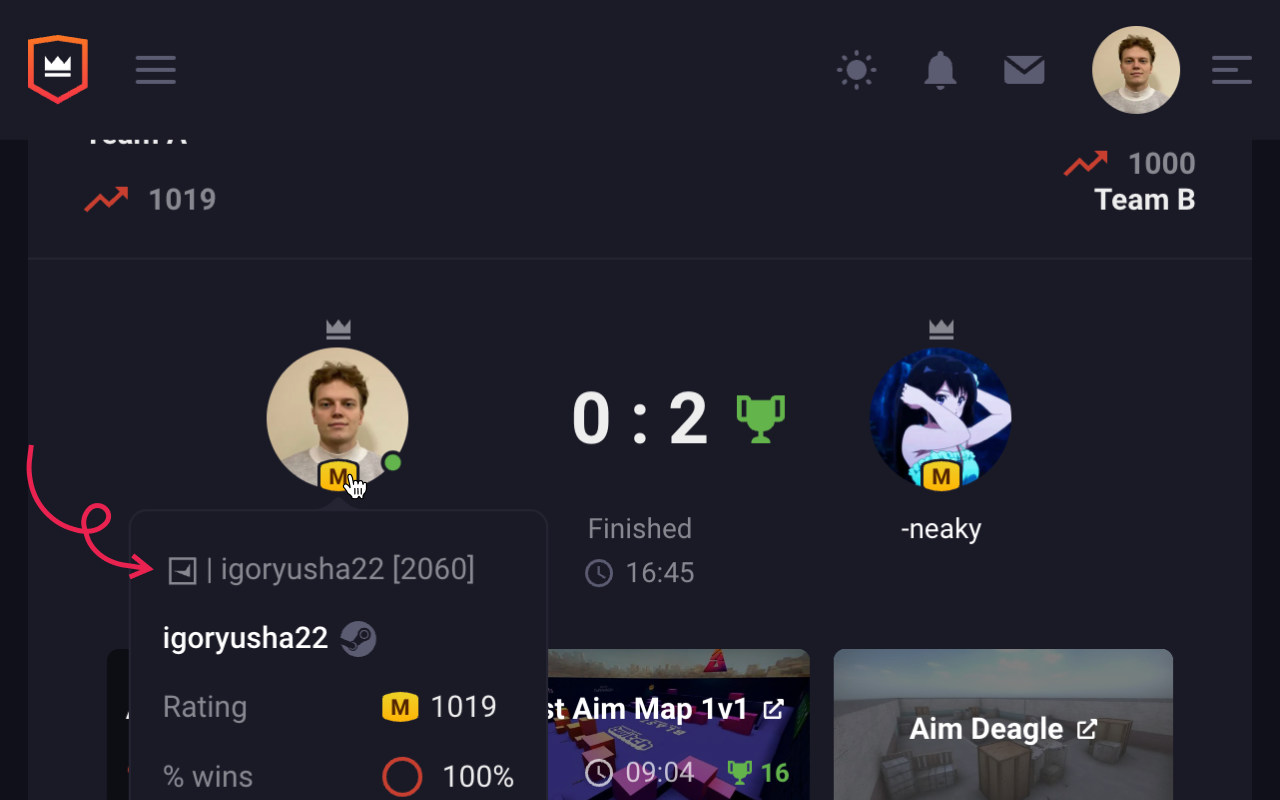 Team A
1019
1000
Team B
0 : 2
M
M
Finished
16:45
-neaky
| igoryusha22 [2060]
igoryusha22
Rating
M 1019
% wins
100%
st Aim Map 1v1
09:04
16
Aim Deagle